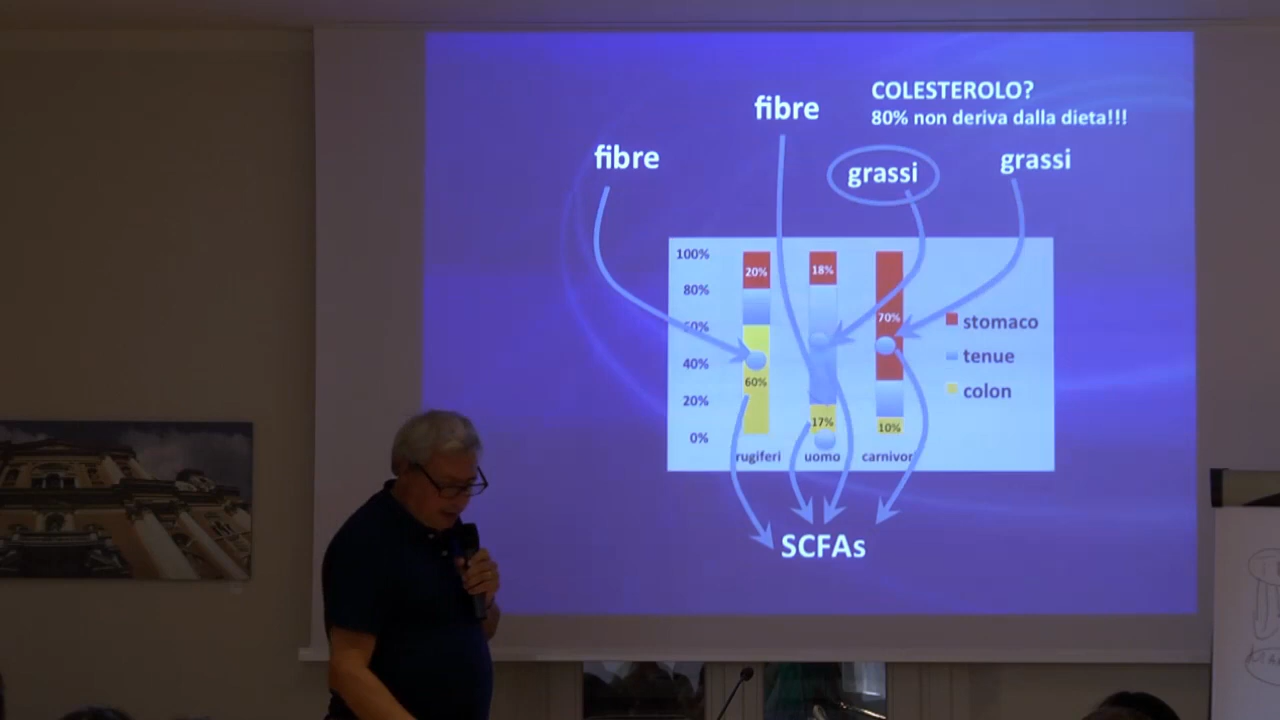 COLESTEROLO?
80% non deriva dalla dieta!!!
fibre
fibre
grassi
grassi
100%
80%
60%
40%
20%
0%
20%
18%
70%
60%
17%
10%
rugiferi
uomo
carnivor
stomaco
tenue
colon
SCFAs